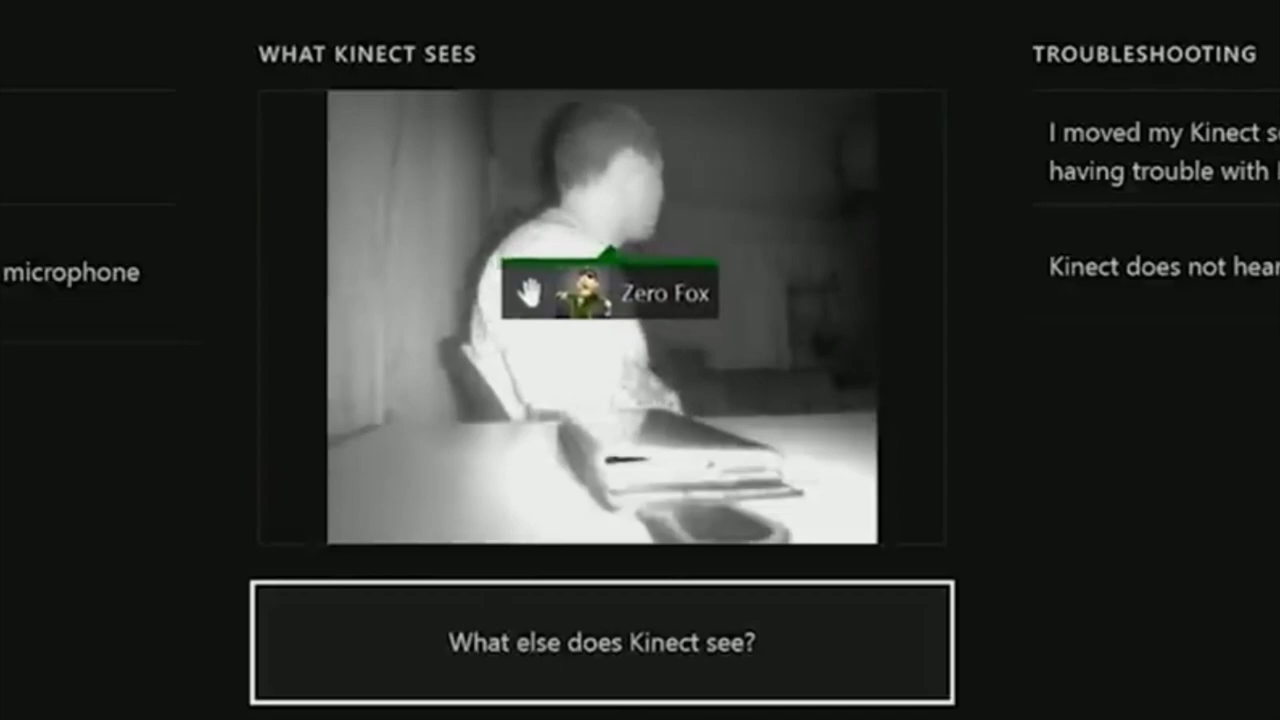 WHAT KINECT SEES
TROUBLESHOOTING
I moved my Kinect
having trouble with
microphone
Kinect does not hear
Zero Fox
What else does Kinect see?